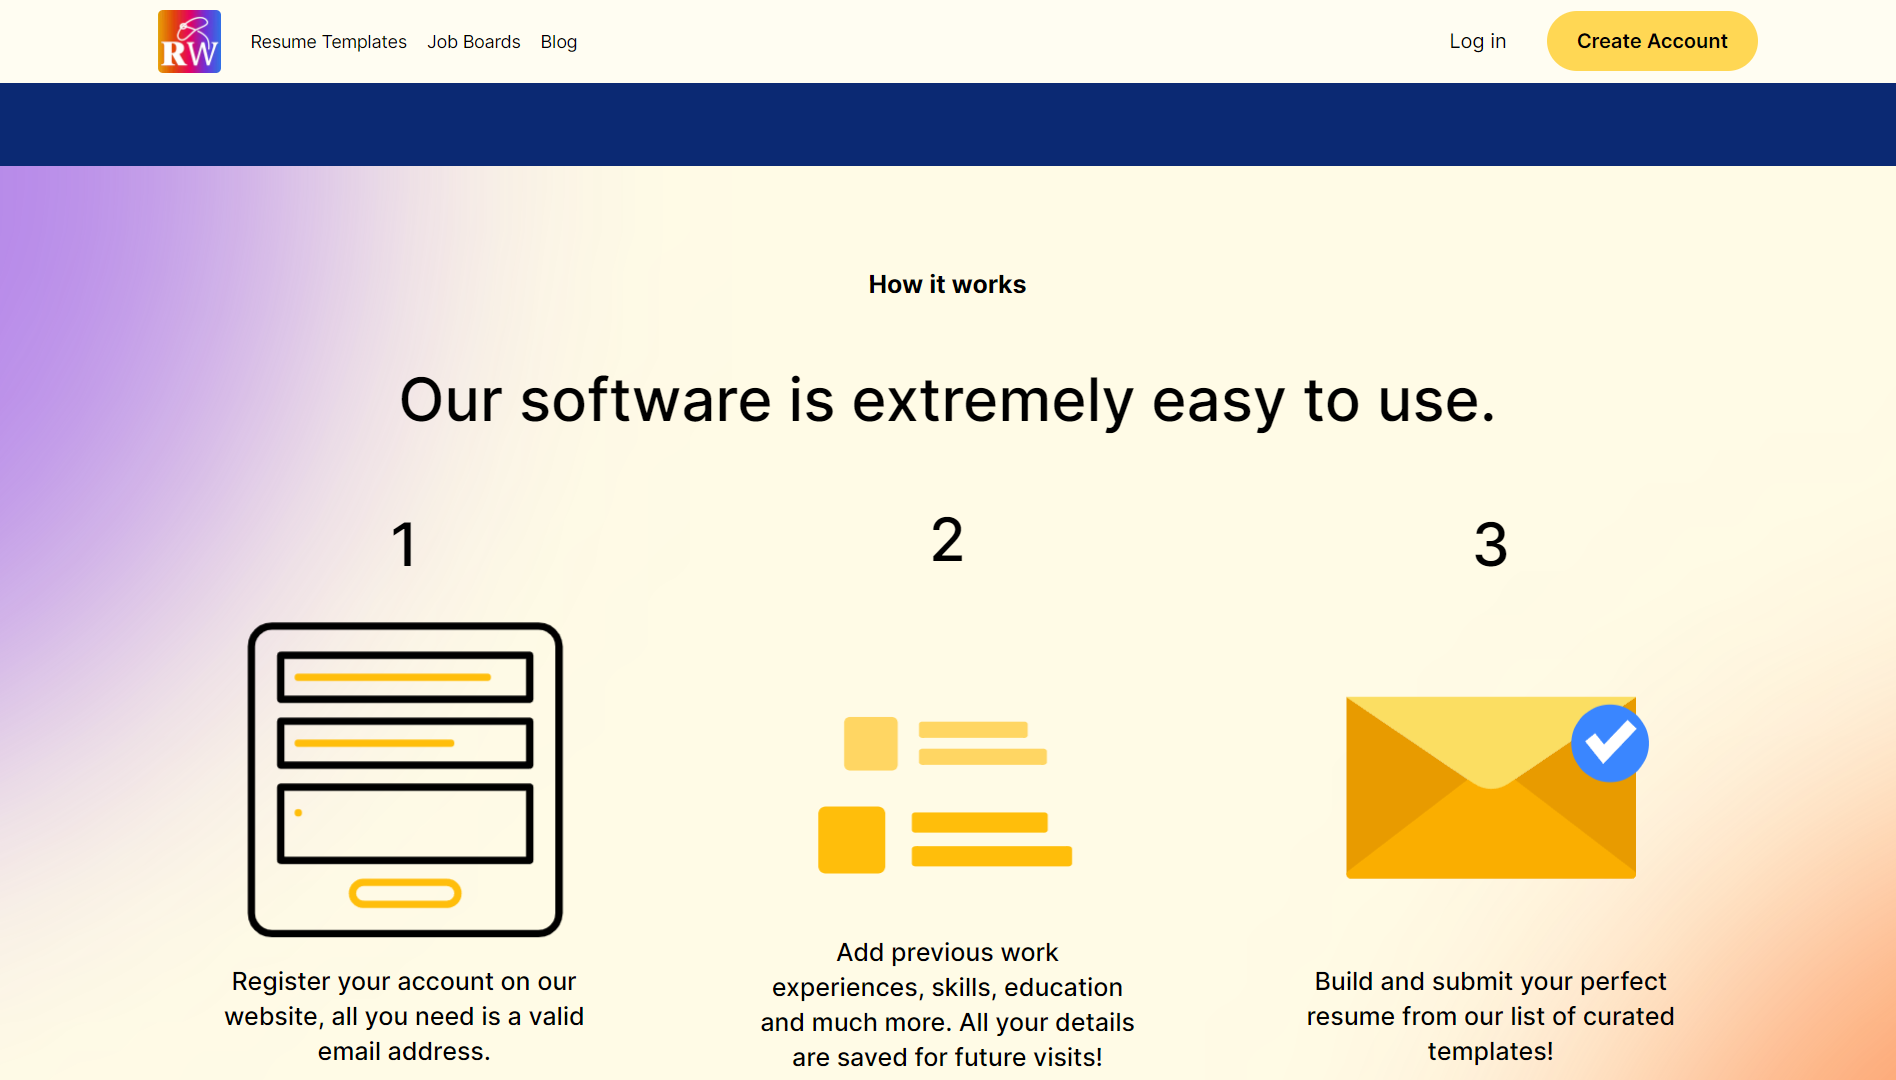 RW
Resume Templates
Job Boards
Blog
Log in
Create Account
How it works
Our software is extremely easy to use.
1
Register your account on our
website, all you need is a valid
email address.
2
Add previous work
experiences, skills, education
and much more. All your details
are saved for future visits!
3
Build and submit your perfect
resume from our list of curated
templates!